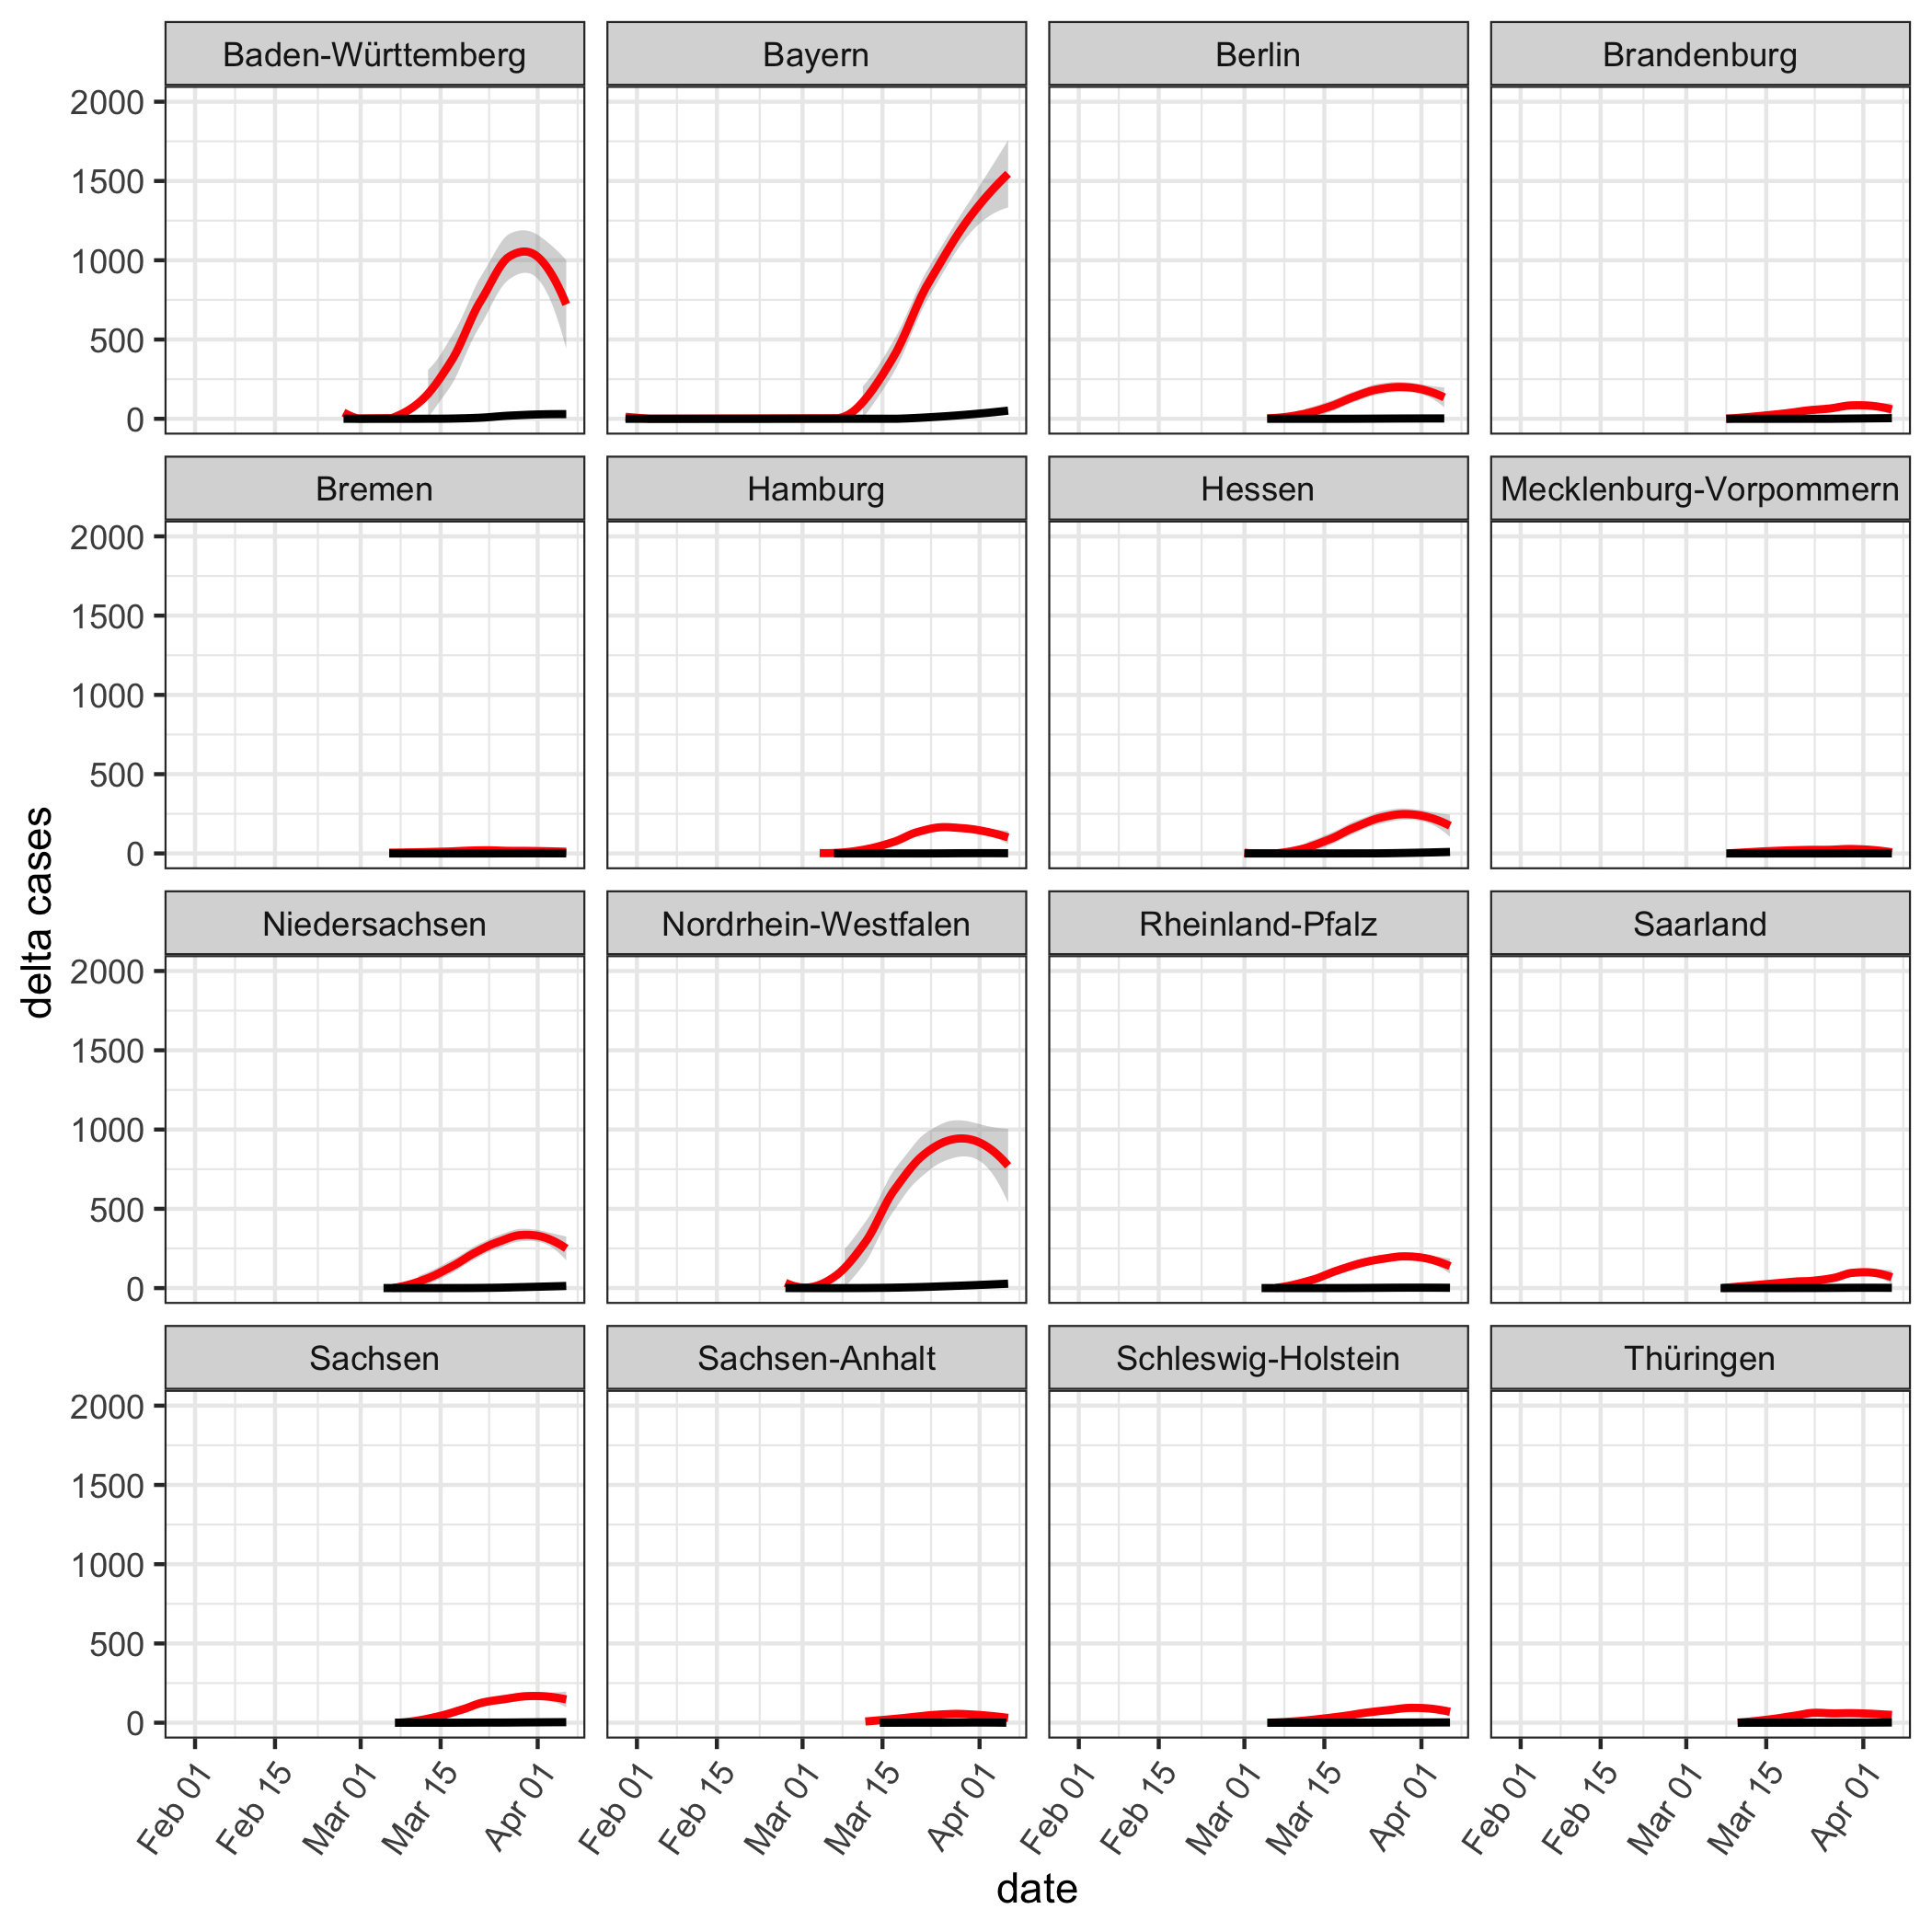 Baden-Württemberg Bayern Berlin Brandenburg
2000
1500
1000
500
0
Bremen Hamburg Hessen Mecklenburg-Vorpommern
2000
1500
1000
500
0
delta cases
Niedersachsen Nordrhein-Westfalen Rheinland-Pfalz Saarland
2000
1500
1000
500
0
Sachsen Sachsen-Anhalt Schleswig-Holstein Thüringen
2000
1500
1000
500
0
Feb 01 Feb 15 Mar 01 Mar 15 Apr 01 Feb 01 Feb 15 Mar 01 Mar 15 Apr 01 Feb 01 Feb 15 Mar 01 Mar 15 Apr 01 Feb 01 Feb 15 Mar 01 Mar 15 Apr 01
date